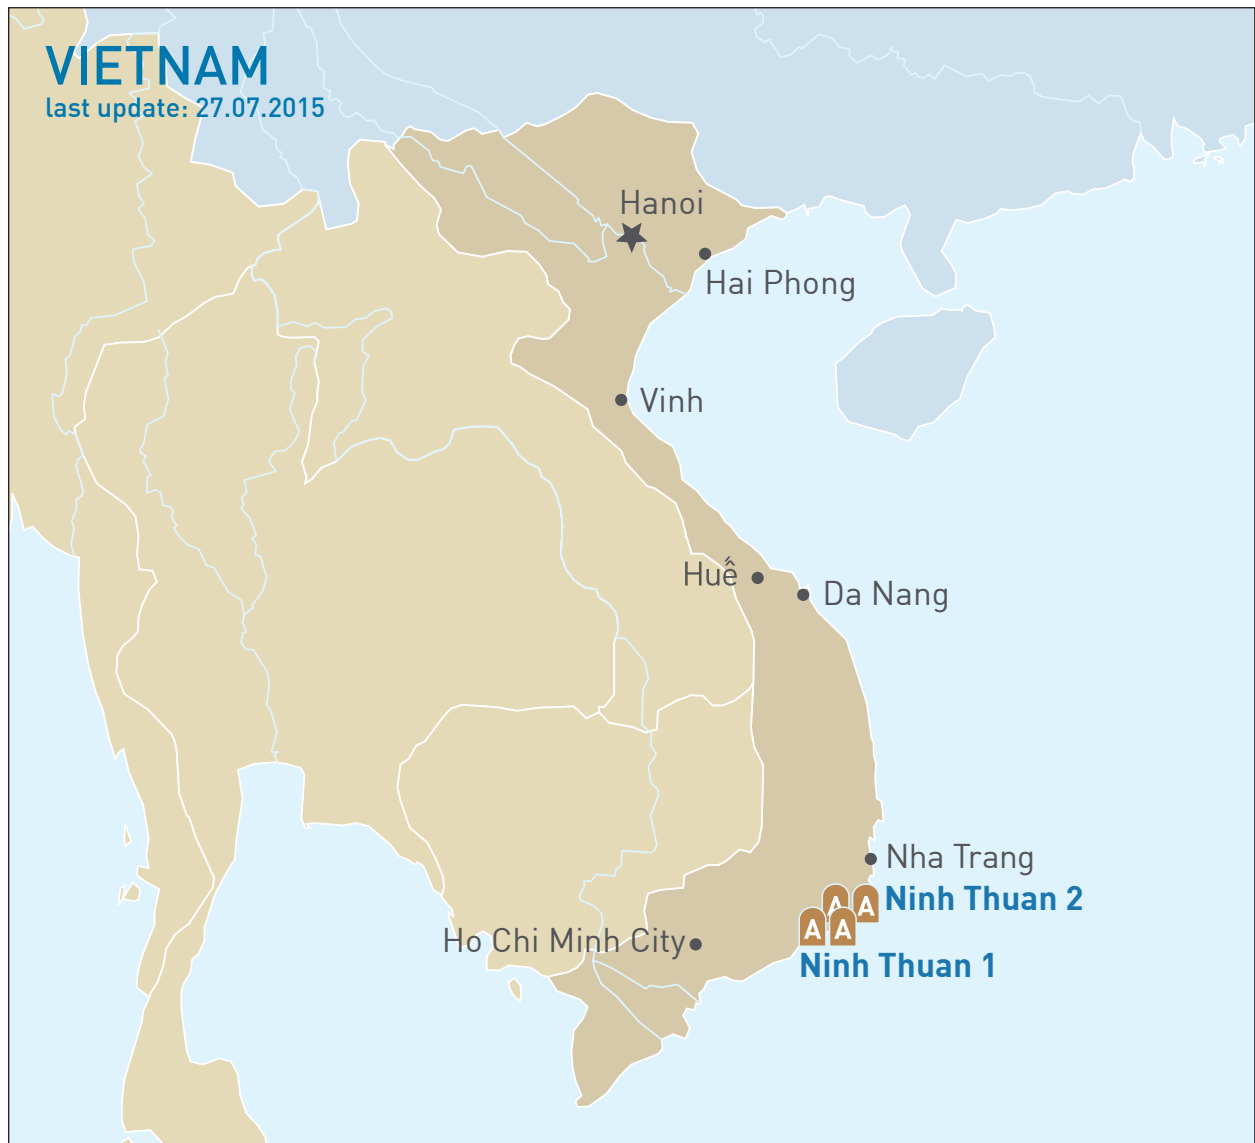 VIETNAM
last update: 27.07.2015
Hanoi
Hai Phong
Vinh
Huế
Da Nang
Nha Trang
A A Ninh Thuan 2
A A
Ho Chi Minh City
Ninh Thuan 1